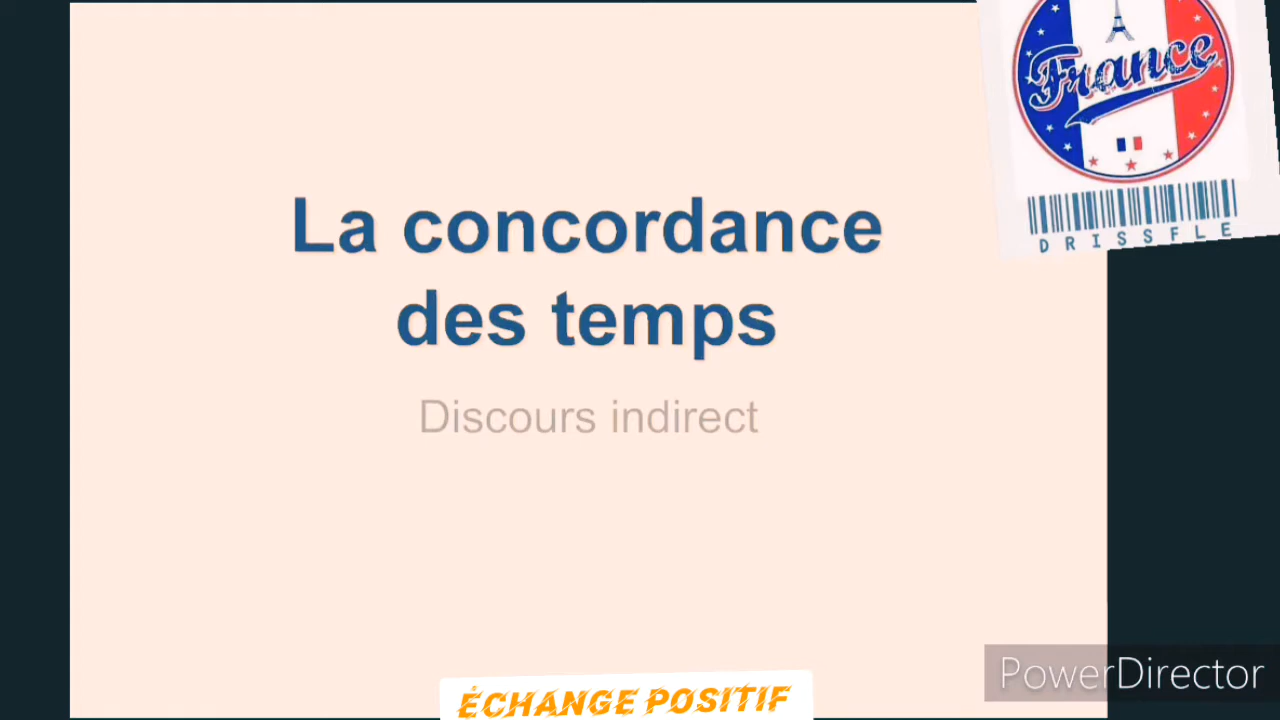 France
DRISSFLE
La concordance
des temps
Discours indirect
PowerDirector
ÉCHANGE POSITIF